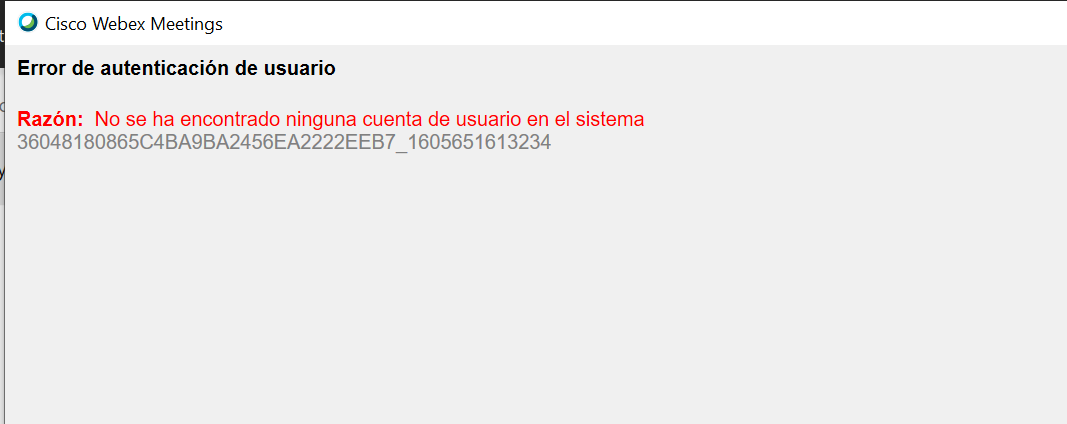 Cisco Webex Meetings
Error de autenticación de usuario
Razón: No se ha encontrado ninguna cuenta de usuario en el sistema
36048180865C4BA9BA2456EA2222EEB7_1605651613234